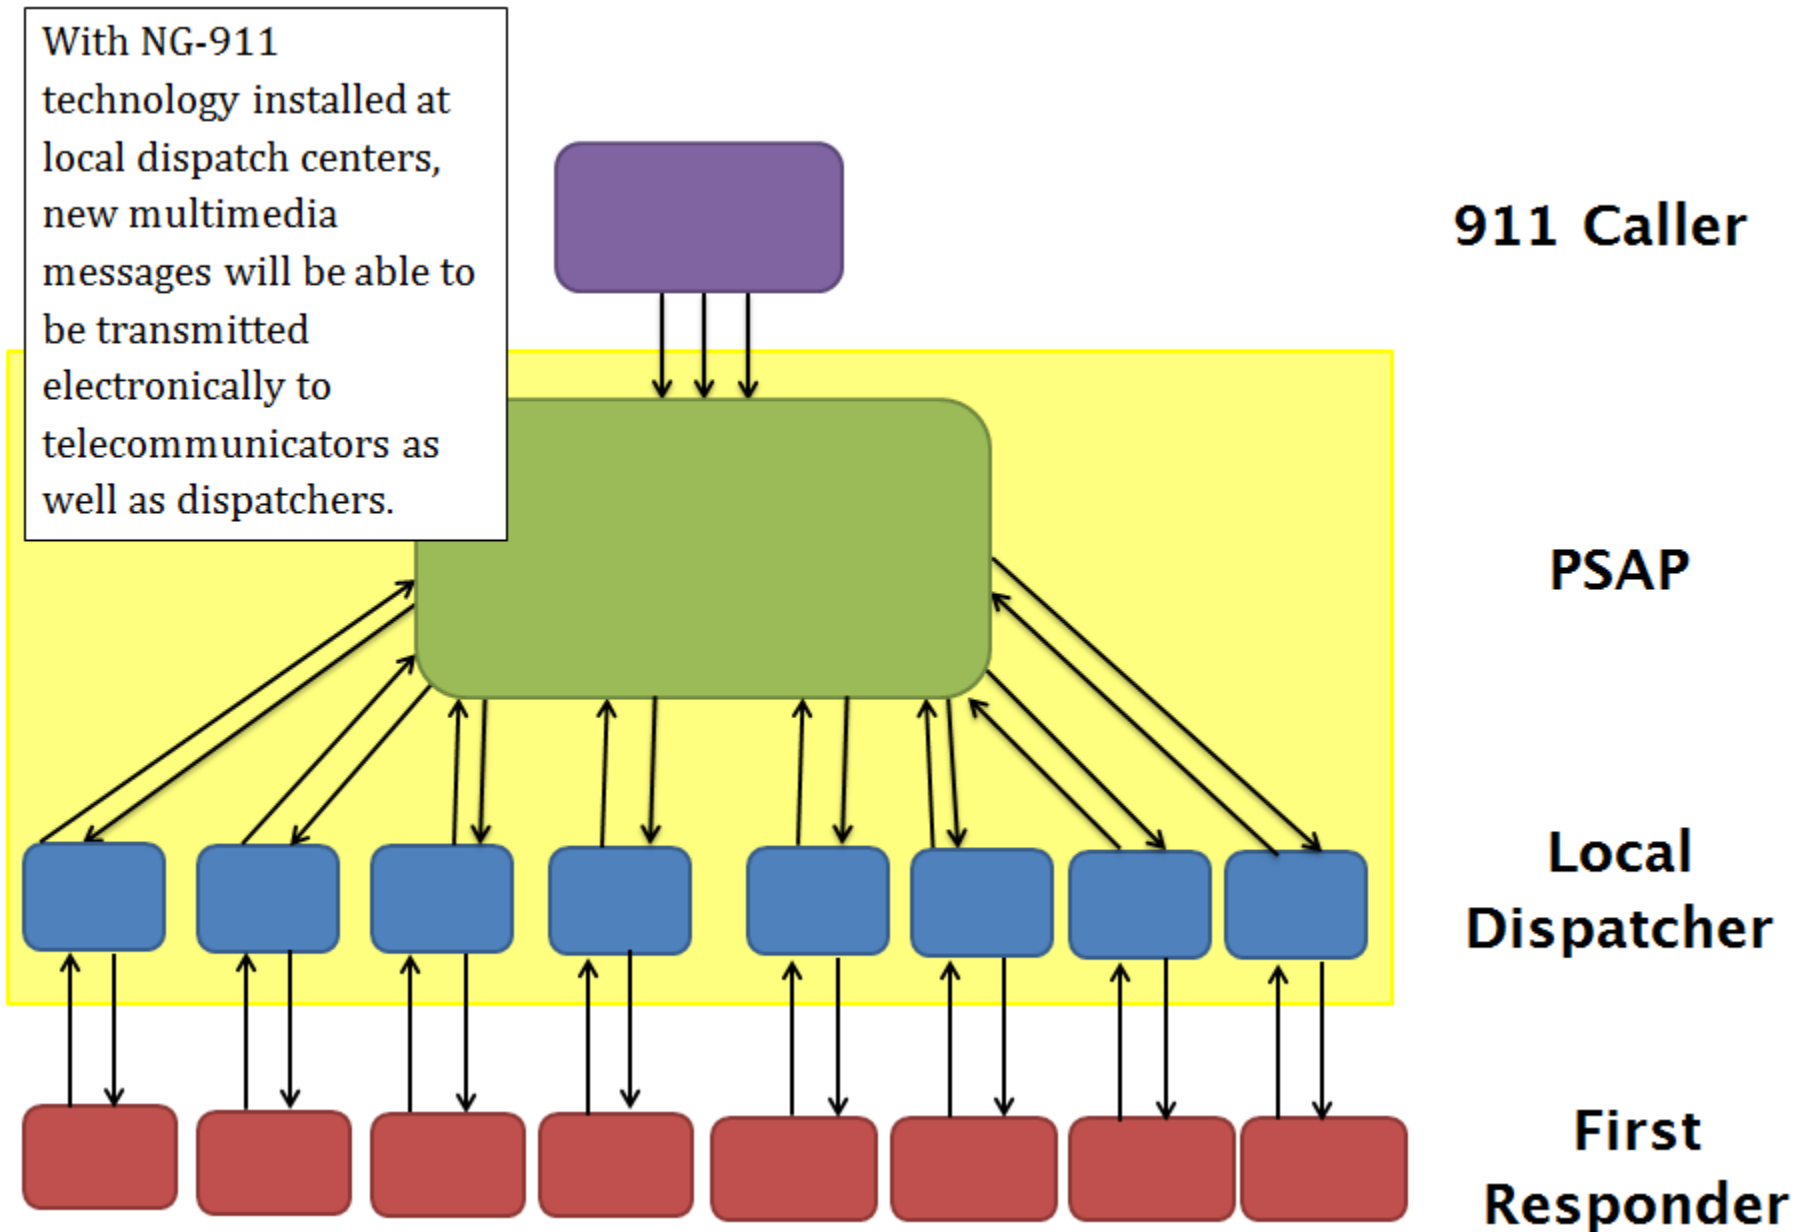 With NG-911
technology installed at
local dispatch centers,
new multimedia
messages will be able to
be transmitted
electronically to
telecommunicators as
well as dispatchers.
911 Caller
PSAP
Local
Dispatcher
First
Responder